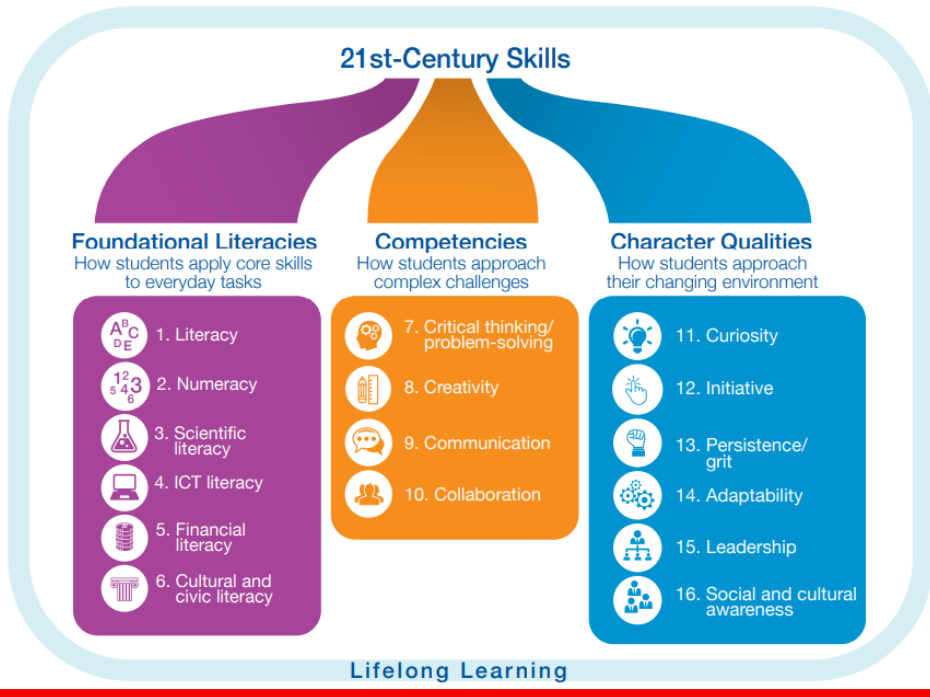 21st-Century Skills
Foundational Literacies
How students apply core skills
to everyday tasks
ABCDE
1. Literacy
123456
2. Numeracy
3. Scientific
literacy
4. ICT literacy
5. Financial
literacy
6. Cultural and
civic literacy
Competencies
How students approach
complex challenges
7. Critical thinking/
problem-solving
8. Creativity
9. Communication
10. Collaboration
Character Qualities
How students approach
their changing environment
11. Curiosity
12. Initiative
13. Persistence/
grit
14. Adaptability
15. Leadership
16. Social and cultural
awareness
Lifelong Learning